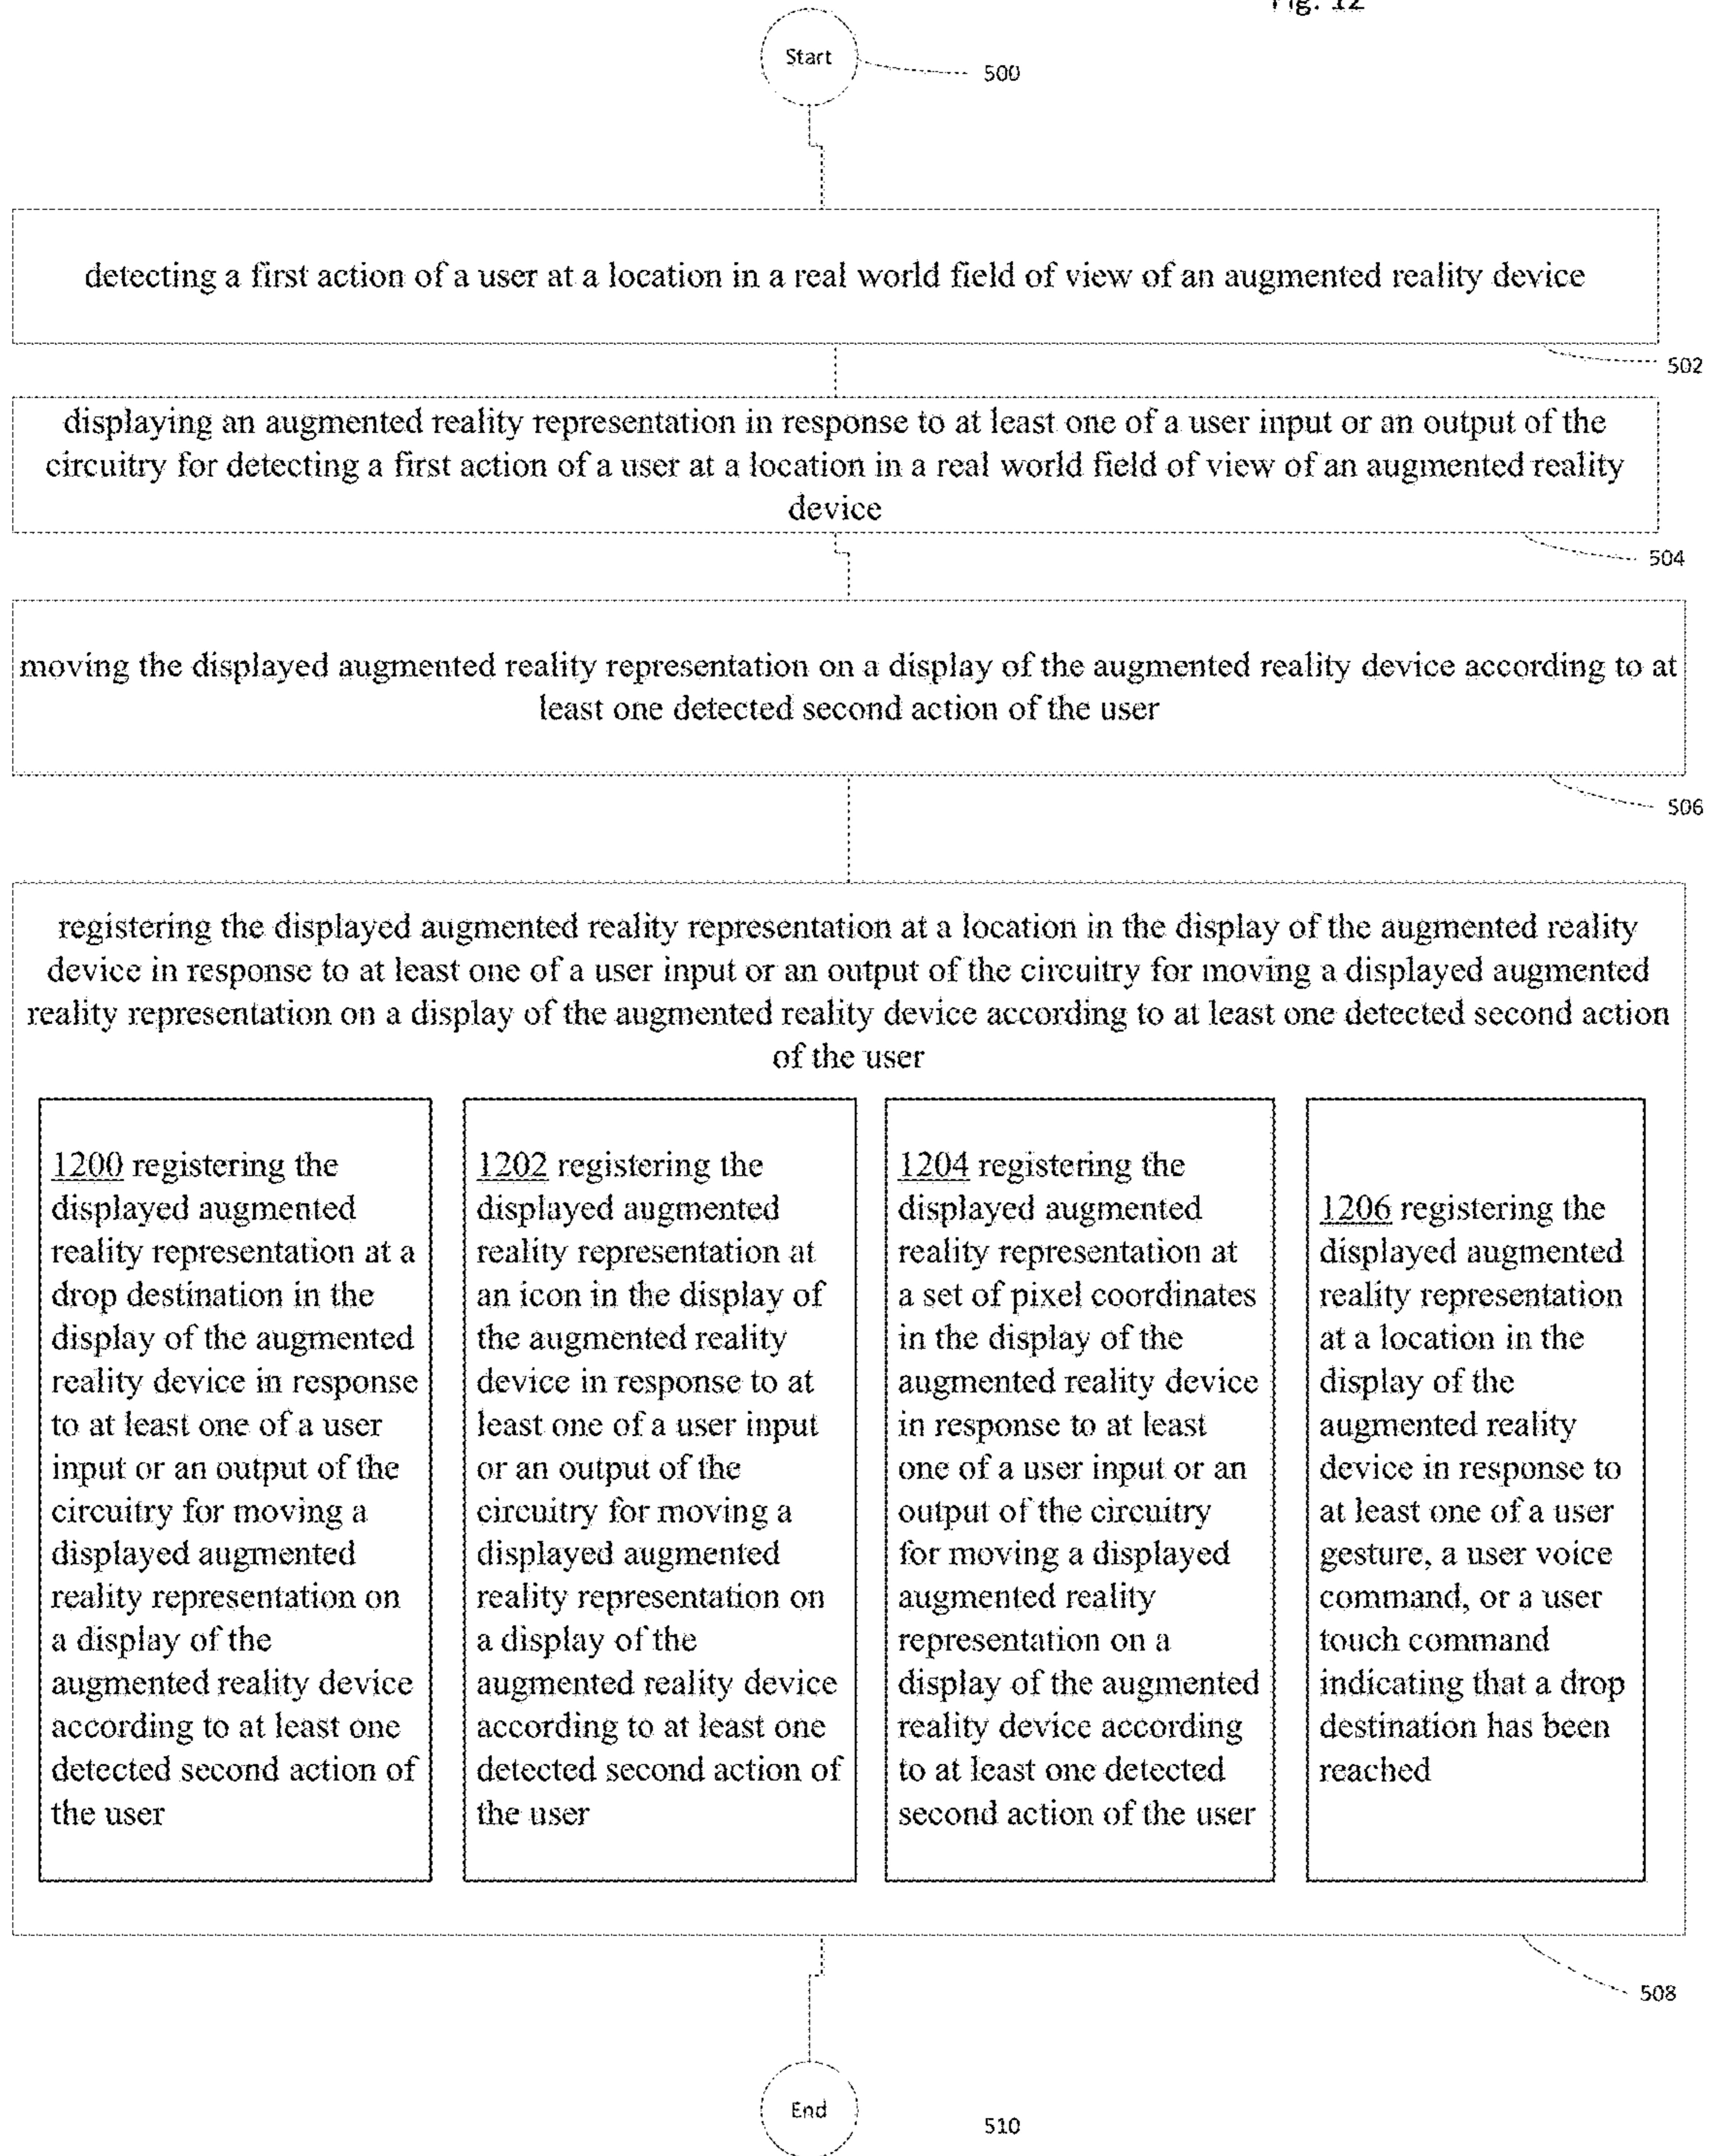 Fig. 12
Start
500
detecting a first action of a user at a location in a real world field of view of an augmented reality device
502
displaying an augmented reality representation in response to at least one of a user input or an output of the
circuitry for detecting a first action of a user at a location in a real world field of view of an augmented reality
device
504
moving the displayed augmented reality representation on a display of the augmented reality device according to at
least one detected second action of the user
506
registering the displayed augmented reality representation at a location in the display of the augmented reality
device in response to at least one of a user input or an output of the circuitry for moving a displayed augmented
reality representation on a display of the augmented reality device according to at least one detected second action
of the user
1200 registering the
displayed augmented
reality representation at a
drop destination in the
display of the augmented
reality device in response
to at least one of a user
input or an output of the
circuitry for moving a
displayed augmented
reality representation on
a display of the
augmented reality device
according to at least one
detected second action of
the user
1202 registering the
displayed augmented
reality representation at
an icon in the display of
the augmented reality
device in response to at
least one of a user input
or an output of the
circuitry for moving a
displayed augmented
reality representation on
a display of the
augmented reality device
according to at least one
detected second action of
the user
1204 registering the
displayed augmented
reality representation at
a set of pixel coordinates
in the display of the
augmented reality device
in response to at least
one of a user input or an
output of the circuitry
for moving a displayed
augmented reality
representation on a
display of the augmented
reality device according
to at least one detected
second action of the user
1206 registering the
displayed augmented
reality representation
at a location in the
display of the
augmented reality
device in response to
at least one of a user
gesture, a user voice
command, or a user
touch command
indicating that a drop
destination has been
reached
508
End
510